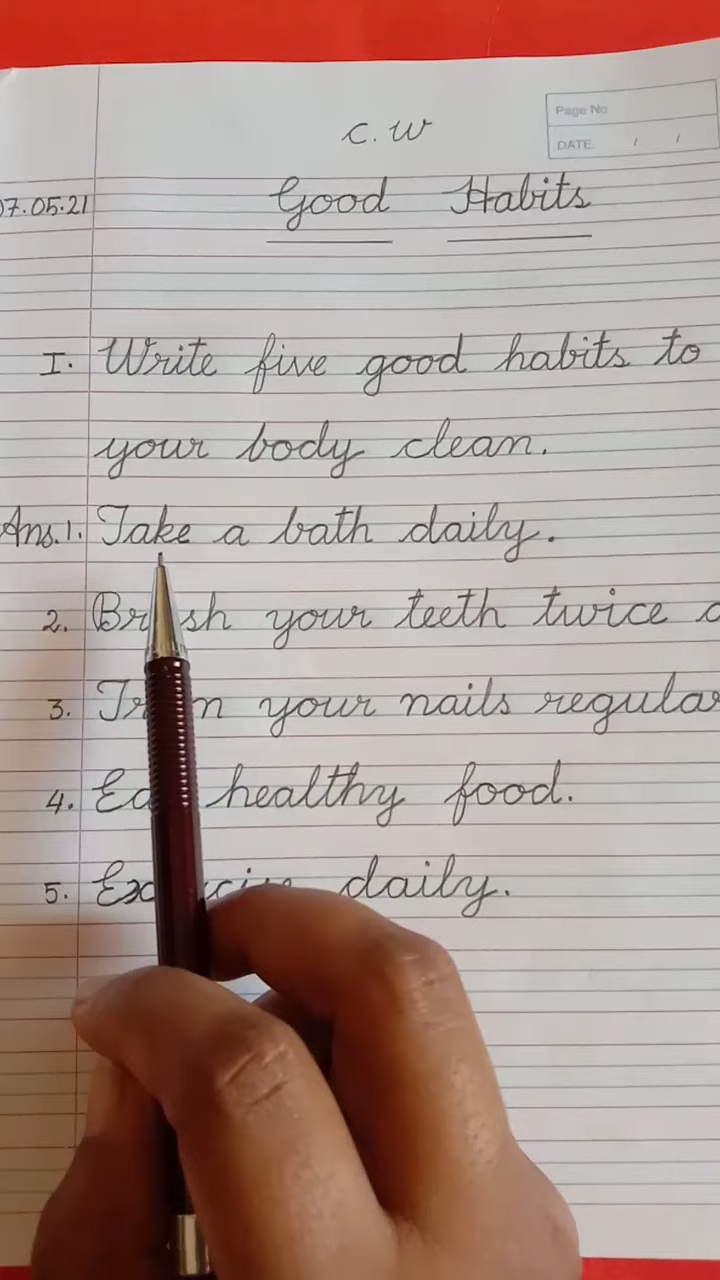 C.W
Page No
DATE / /
07.05.21
Good Habits
I. Write five good habits to
your body clean.
Ans.1. Take a bath daily.
2. your teeth twice
3. your nails
4. healthy food.
5. daily.